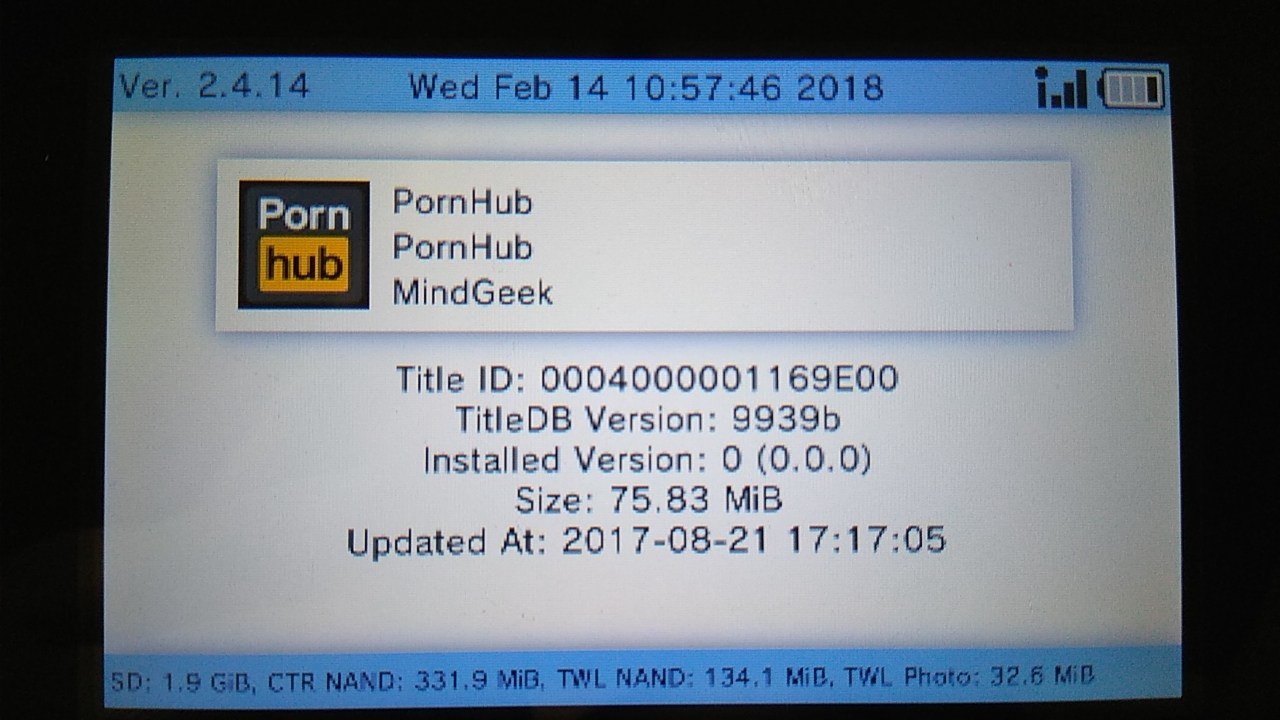 Ver. 2.4.14 Wed Feb 14 10:57:46 2018
Porn
hub
PornHub
PornHub
MindGeek
Title ID: 0004000001169E00
TitleDB Version: 9939b
Installed Version: 0 (0.0.0)
Size: 75.83 MiB
Updated At: 2017-08-21 17:17:05
SD: 1.9 GiB, CTR NAND: 331.9 MiB, TWL NAND: 134.1 MiB, TWL Photo: 32.6 MiB